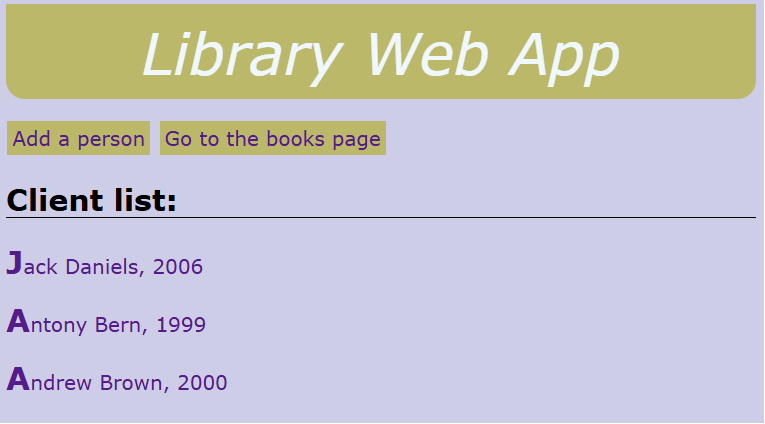 Library Web App
Add a person Go to the books page
Client list:
Jack Daniels, 2006
Antony Bern, 1999
Andrew Brown, 2000